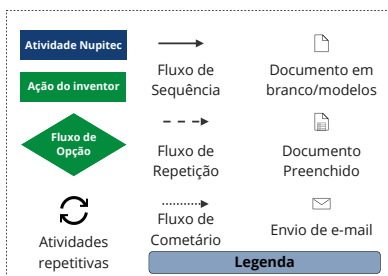 Atividade Nupitec
Ação do inventor
Fluxo de
Opção
Atividades
repetitivas
Fluxo de
Sequência
Fluxo de
Repetição
Fluxo de
Cometário
Documento em
branco/modelos
Documento
Preenchido
Envio de e-mail
Legenda